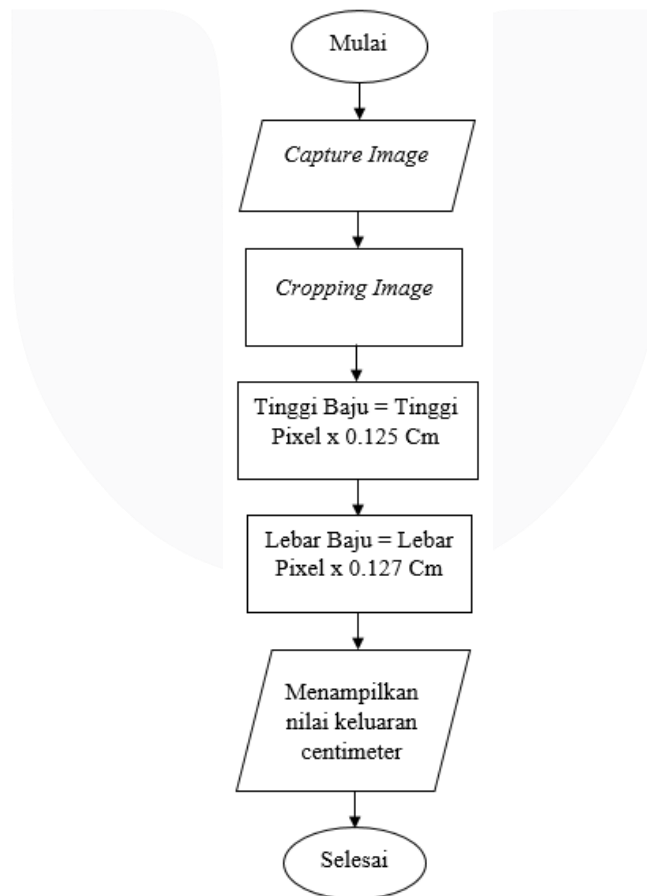 Mulai
Capture Image
Cropping Image
Tinggi Baju = Tinggi
Pixel x 0.125 Cm
Lebar Baju = Lebar
Pixel x 0.127 Cm
Menampilkan
nilai keluaran
centimeter
Selesai